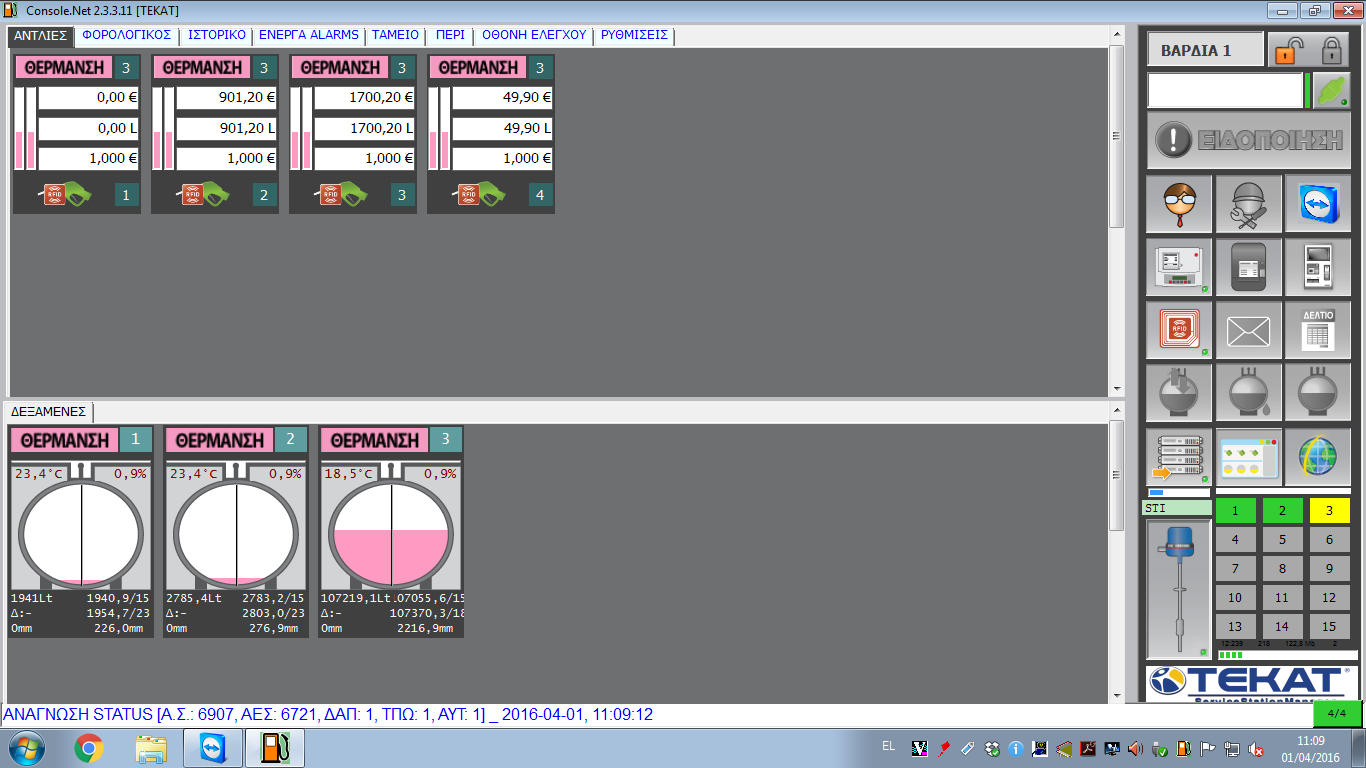 Console.Net 2.3.3.11 [TEKAT]
ΑΝΤΛΙΕΣ ΦΟΡΟΛΟΓΙΚΟΣ ΙΣΤΟΡΙΚΟ ΕΝΕΡΓΑ ALARMS ΤΑΜΕΙΟ ΠΕΡΙ ΟΘΟΝΗ ΕΛΕΓΧΟΥ ΡΥΘΜΙΣΕΙΣ
ΘΕΡΜΑΝΣΗ 3 ΘΕΡΜΑΝΣΗ 3 ΘΕΡΜΑΝΣΗ 3 ΘΕΡΜΑΝΣΗ 3
0,00 € 901,20 € 1700,20 € 49,90 €
0,00 L 901,20 L 1700,20 L 49,90 L
1,000 € 1,000 € 1,000 € 1,000 €
RFID 1 RFID 2 RFID 3 RFID 4
ΔΕΞΑΜΕΝΕΣ
ΘΕΡΜΑΝΣΗ 1 ΘΕΡΜΑΝΣΗ 2 ΘΕΡΜΑΝΣΗ 3
23,4°C 0,9% 23,4°C 0,9% 18,5°C 0,9%
1941Lt 1940,9/15 2785,4Lt 2783,2/15 107219,1Lt .07055,6/15
Δ:- 1954,7/23 Δ:- 2803,0/23 Δ:- 107370,3/18
0mm 226,0mm 0mm 276,9mm 0mm 2216,9mm
ΒΑΡΔΙΑ 1
ΕΙΔΟΠΟΙΗΣΗ
RFID
ΔΕΛΤΙΟ
STI
1 2 3
4 5 6
7 8 9
10 11 12
13 14 15
12:239 218 122,8 Mb 2
TEKAT
ServiceStationManager
ΑΝΑΓΝΩΣΗ STATUS [Α.Σ.: 6907, ΑΕΣ: 6721, ΔΑΠ: 1, ΤΠΩ: 1, ΑΥΤ: 1] _ 2016-04-01, 11:09:12
4/4
EL
11:09
01/04/2016